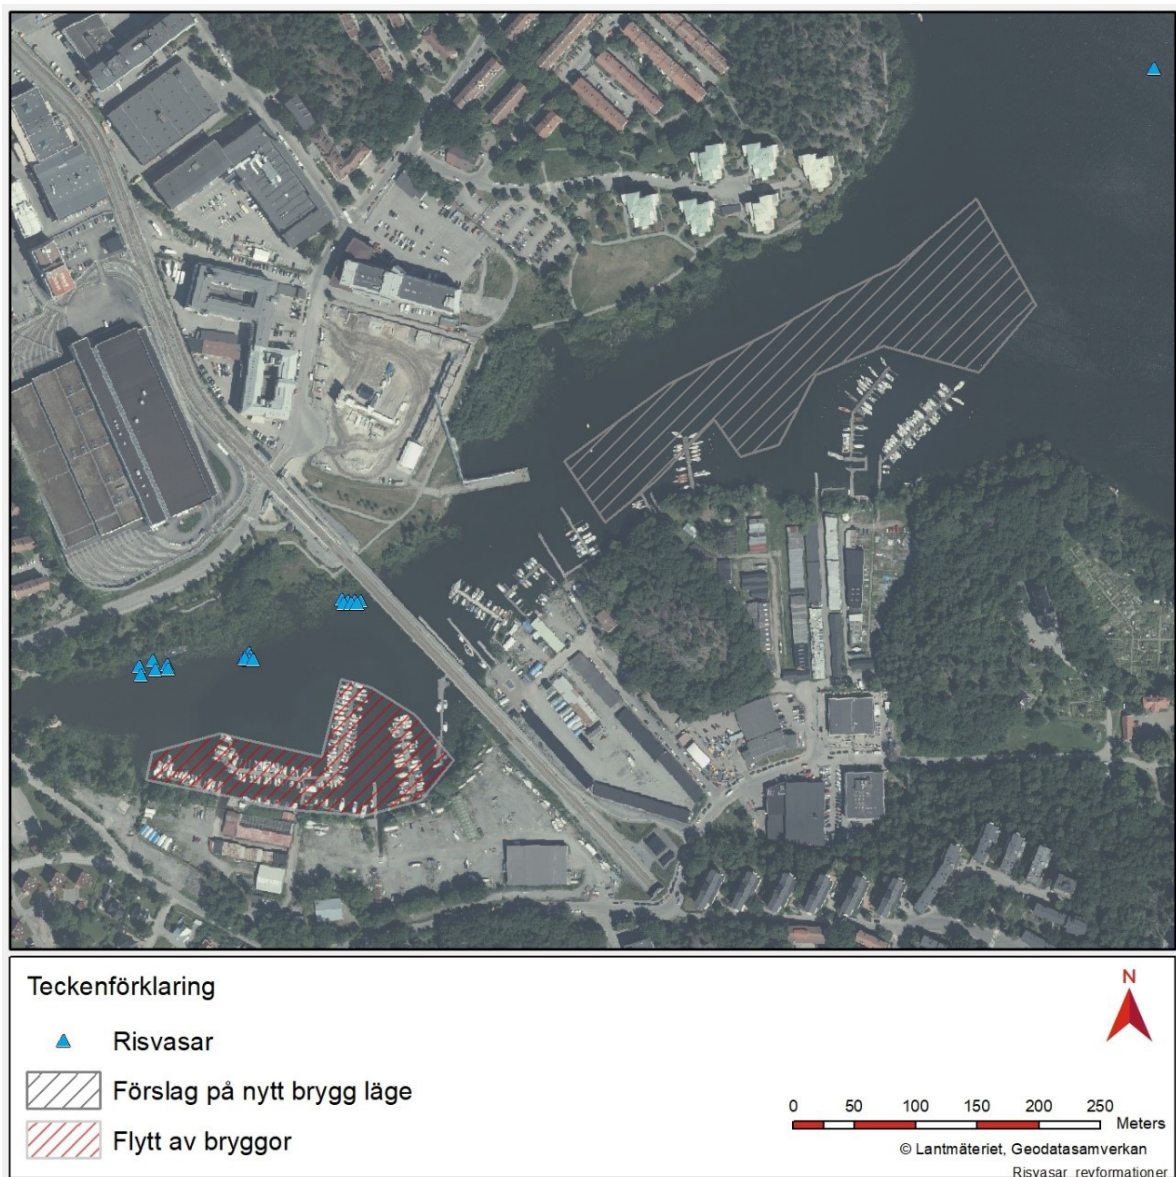 Teckenförklaring
N
Risvasar
Förslag på nytt brygg läge
Flytt av bryggor
0 50 100 150 200 250
Meters
© Lantmäteriet, Geodatasamverkan
Risvasar_revformationer